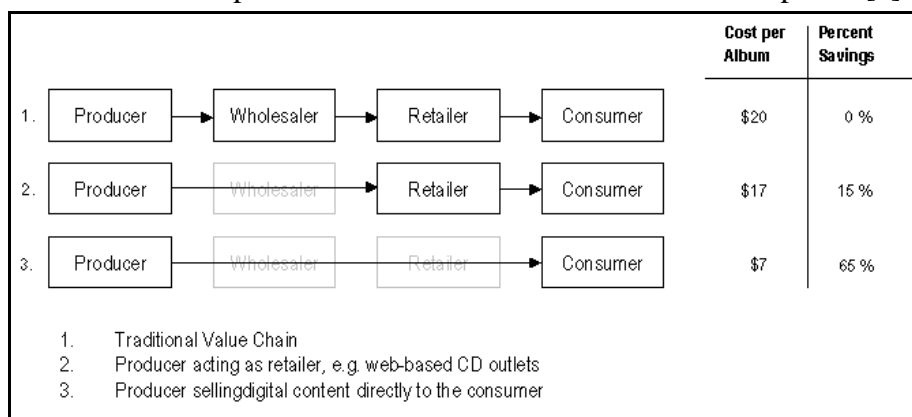 Cost per Percent
Album Savings
1. Producer Wholesaler Retailer Consumer $20 0 %
2. Producer Wholesaler Retailer Consumer $17 15 %
3. Producer Wholesaler Retailer Consumer $7 65 %
1. Traditional Value Chain
2. Producer acting as retailer, e.g. web-based CD outlets
3. Producer sellingdigital content directly to the consumer